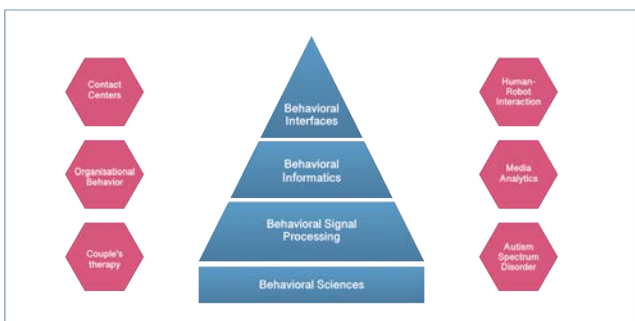 Contact
Centers
Organisational
Behavior
Couple's
therapy
Behavioral
Interfaces
Behavioral
Informatics
Behavioral Signal
Processing
Behavioral Sciences
Human-
Robot
Interaction
Media
Analytics
Autism
Spectrum
Disorder